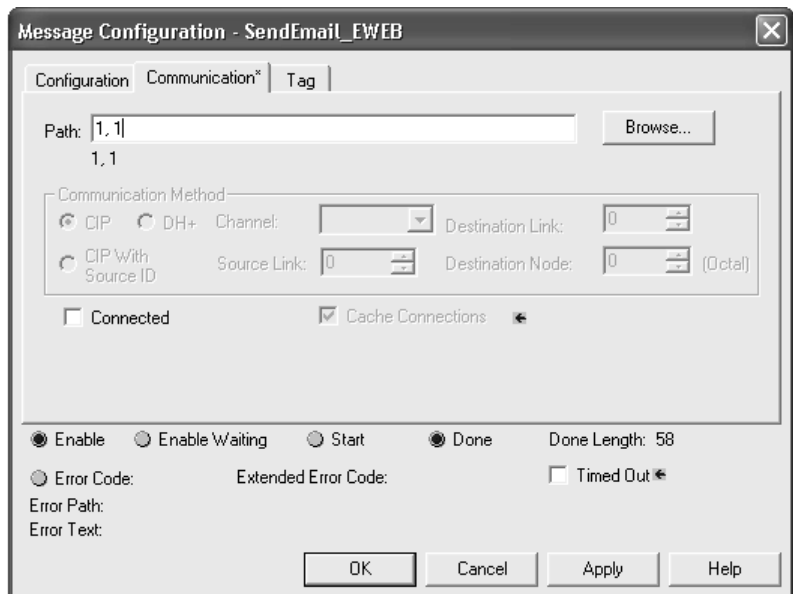 Message Configuration - SendEmail_EWEB
Configuration Communication* Tag
Path: 1, 1 Browse...
1, 1
Communication Method
CIP DH+ Channel: Destination Link: 0
CIP With Source ID Source Link: 0 Destination Node: 0 (Octal)
Connected Cache Connections
Enable Enable Waiting Start Done Done Length: 58
Error Code: Extended Error Code: Timed Out
Error Path:
Error Text:
OK Cancel Apply Help